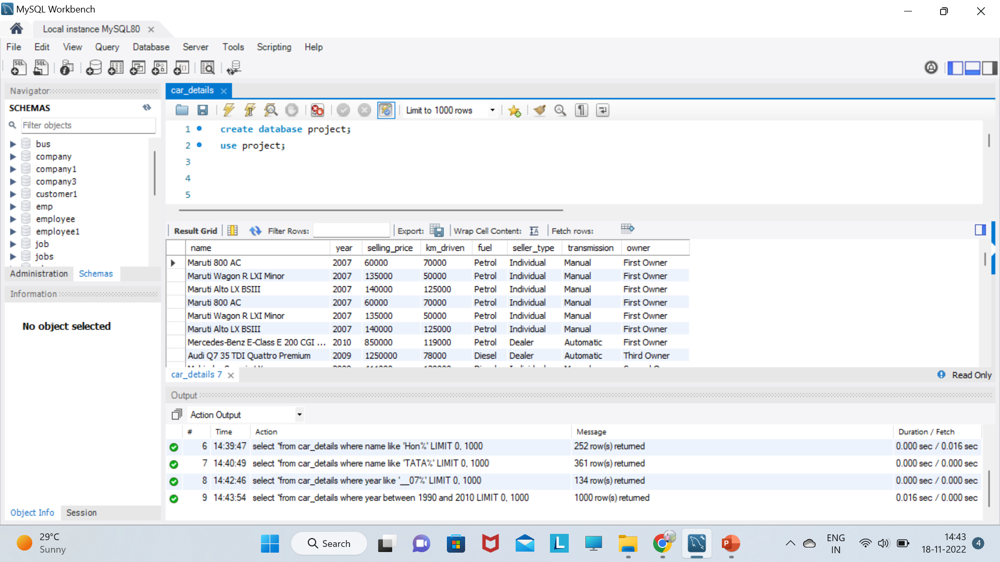 MySQL Workbench
Local instance MySQL80
File Edit View Query Database Server Tools Scripting Help
Navigator
SCHEMAS
Filter objects
bus
company
company1
company3
customer1
emp
employee
employee1
job
jobs
Administration Schemas
Information
No object selected
Object Info Session
car_details
Limit to 1000 rows
1 create database project;
2 use project;
3
4
5
Result Grid Filter Rows: Export: Wrap Cell Content: Fetch rows:
name year selling_price km_driven fuel seller_type transmission owner
Maruti 800 AC 2007 60000 70000 Petrol Individual Manual First Owner
Maruti Wagon R LXI Minor 2007 135000 50000 Petrol Individual Manual First Owner
Maruti Alto LX BSIII 2007 140000 125000 Petrol Individual Manual First Owner
Maruti 800 AC 2007 60000 70000 Petrol Individual Manual First Owner
Maruti Wagon R LXI Minor 2007 135000 50000 Petrol Individual Manual First Owner
Maruti Alto LX BSIII 2007 140000 125000 Petrol Individual Manual First Owner
Mercedes-Benz E-Class E 200 CGI ... 2010 850000 119000 Petrol Dealer Automatic First Owner
Audi Q7 35 TDI Quattro Premium 2009 1250000 78000 Diesel Dealer Automatic Third Owner
car_details 7
Read Only
Output
Action Output
# Time Action Message Duration / Fetch
6 14:39:47 select *from car_details where name like 'Hon%' LIMIT 0, 1000 252 row(s) returned 0.000 sec / 0.016 sec
7 14:40:49 select *from car_details where name like 'TATA%' LIMIT 0, 1000 361 row(s) returned 0.000 sec / 0.000 sec
8 14:42:46 select *from car_details where year like '__07%' LIMIT 0, 1000 134 row(s) returned 0.000 sec / 0.000 sec
9 14:43:54 select *from car_details where year between 1990 and 2010 LIMIT 0, 1000 1000 row(s) returned 0.016 sec / 0.000 sec
29°C
Sunny
Search
ENG
IN
14:43
18-11-2022
4